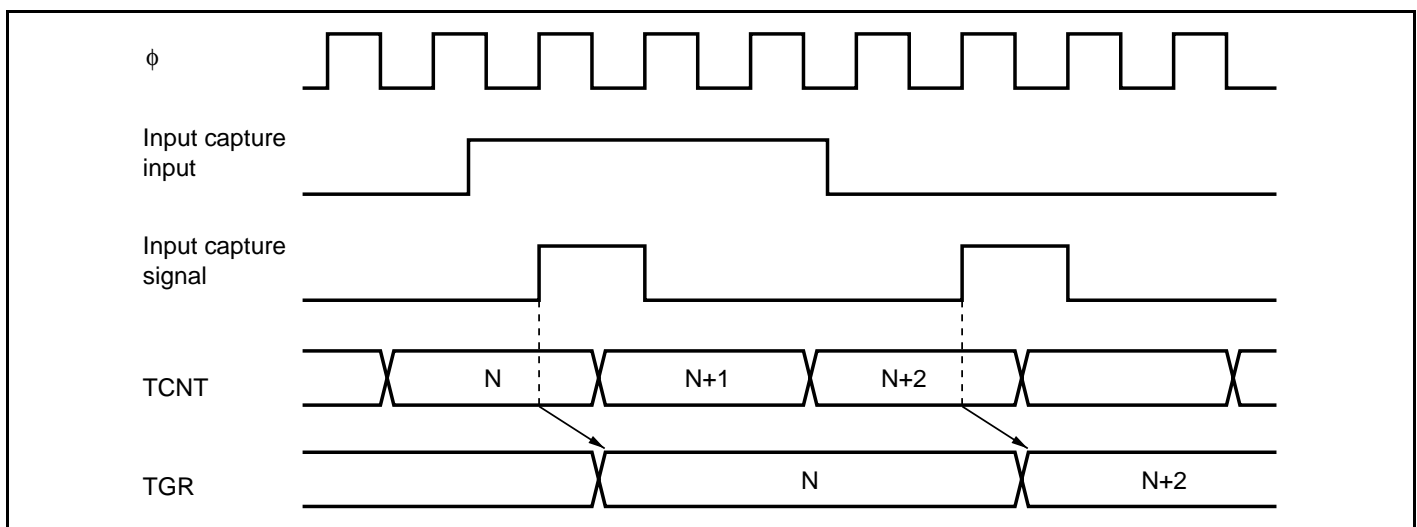 ϕ
Input capture
input
Input capture
signal
TCNT
N
N+1
N+2
TGR
N
N+2